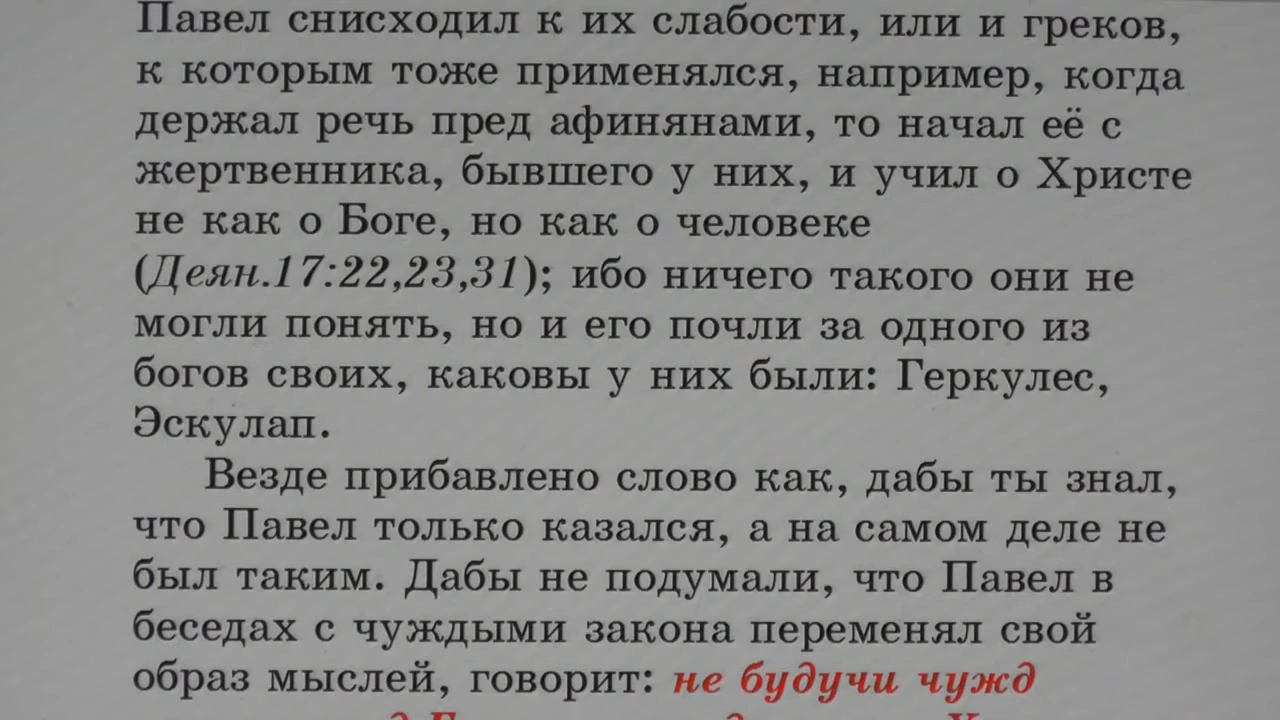 Павел снисходил к их слабости, или и греков,
к которым тоже применялся, например, когда
держал речь пред афинянами, то начал её с
жертвенника, бывшего у них, и учил о Христе
не как о Боге, но как о человеке
(Деян.17:22,23,31); ибо ничего такого они не
могли понять, но и его почли за одного из
богов своих, каковы у них были: Геркулес,
Эскулап.
Везде прибавлено слово как, дабы ты знал,
что Павел только казался, а на самом деле не
был таким. Дабы не подумали, что Павел в
беседах с чуждыми закона переменял свой
образ мыслей, говорит: не будучи чужд